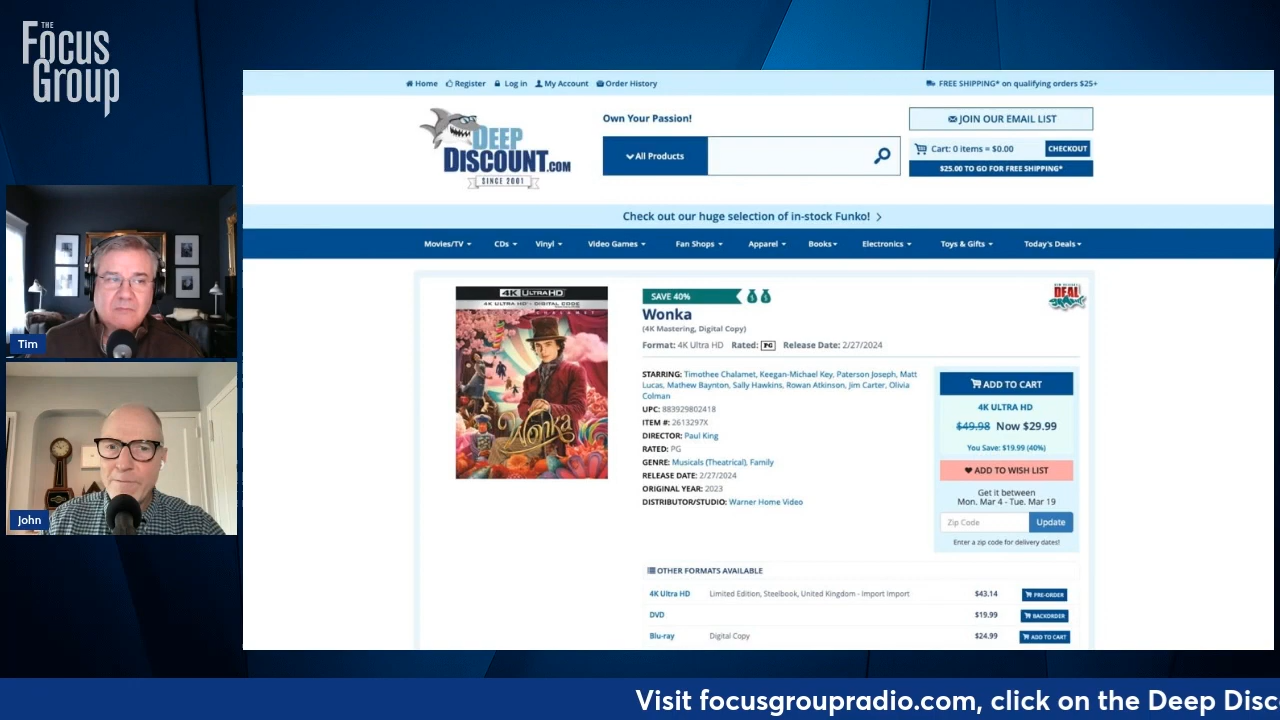 THE
Focus
Group
Home Register Log in My Account Order History
FREE SHIPPING* on qualifying orders $25+
DEEP
DISCOUNT.COM
SINCE 2001
Own Your Passion!
All Products
JOIN OUR EMAIL LIST
Cart: 0 items = $0.00 CHECKOUT
$25.00 TO GO FOR FREE SHIPPING*
Check out our huge selection of in-stock Funko!
Movies/TV CDs Vinyl Video Games Fan Shops Apparel Books Electronics Toys & Gifts Today's Deals
4K ULTRA HD
4K ULTRA HD + DIGITAL CODE
Wonka
SAVE 40%
DEAL
Wonka
(4K Mastering, Digital Copy)
Format: 4K Ultra HD Rated: PG Release Date: 2/27/2024
STARRING: Timothee Chalamet, Keegan-Michael Key, Paterson Joseph, Matt
Lucas, Mathew Baynton, Sally Hawkins, Rowan Atkinson, Jim Carter, Olivia
Colman
UPC: 883929802418
ITEM #: 2613297X
DIRECTOR: Paul King
RATED: PG
GENRE: Musicals (Theatrical), Family
RELEASE DATE: 2/27/2024
ORIGINAL YEAR: 2023
DISTRIBUTOR/STUDIO: Warner Home Video
ADD TO CART
4K ULTRA HD
$49.98 Now $29.99
You Save: $19.99 (40%)
ADD TO WISH LIST
Get it between
Mon. Mar 4 - Tue. Mar 19
Zip Code Update
Enter a zip code for delivery dates!
OTHER FORMATS AVAILABLE
4K Ultra HD Limited Edition, Steelbook, United Kingdom - Import Import $43.14 PRE-ORDER
DVD $19.99 BACKORDER
Blu-ray Digital Copy $24.99 ADD TO CART
Tim
John
Visit focusgroupradio.com, click on the Deep Disc